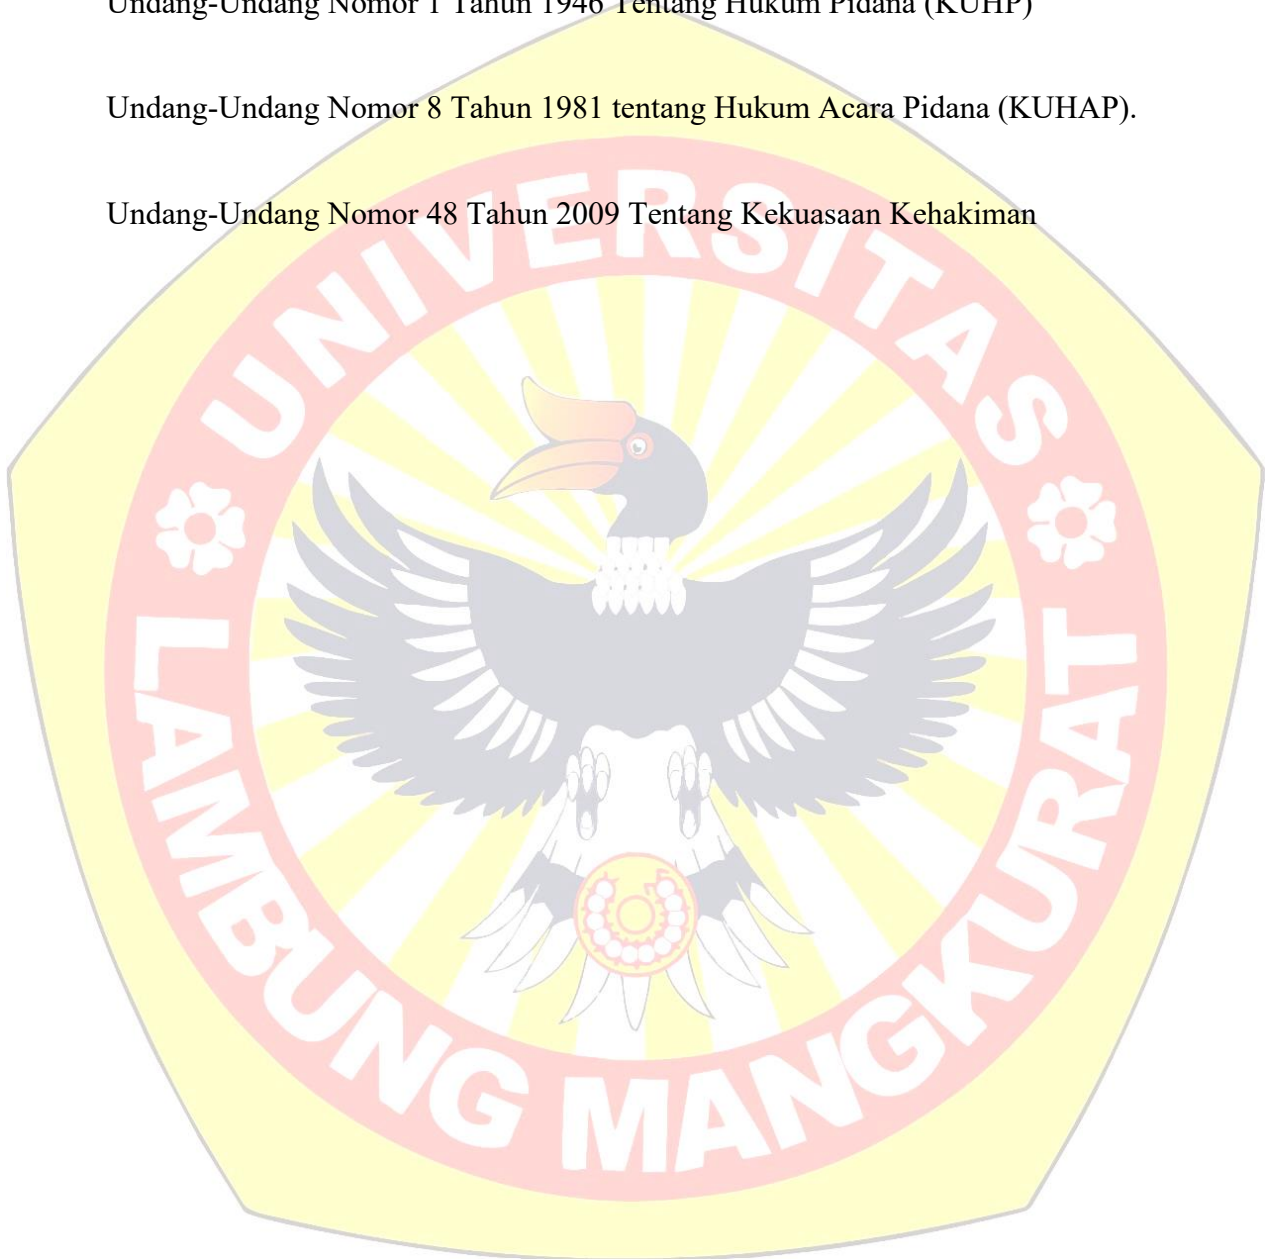 Undang-Undang Nomor 1 Tahun 1946 Tentang Hukum Pidana (KUHP)
Undang-Undang Nomor 8 Tahun 1981 tentang Hukum Acara Pidana (KUHAP).
Undang-Undang Nomor 48 Tahun 2009 Tentang Kekuasaan Kehakiman
UNIVERSITAS
LAMBUNG MANGKURAT